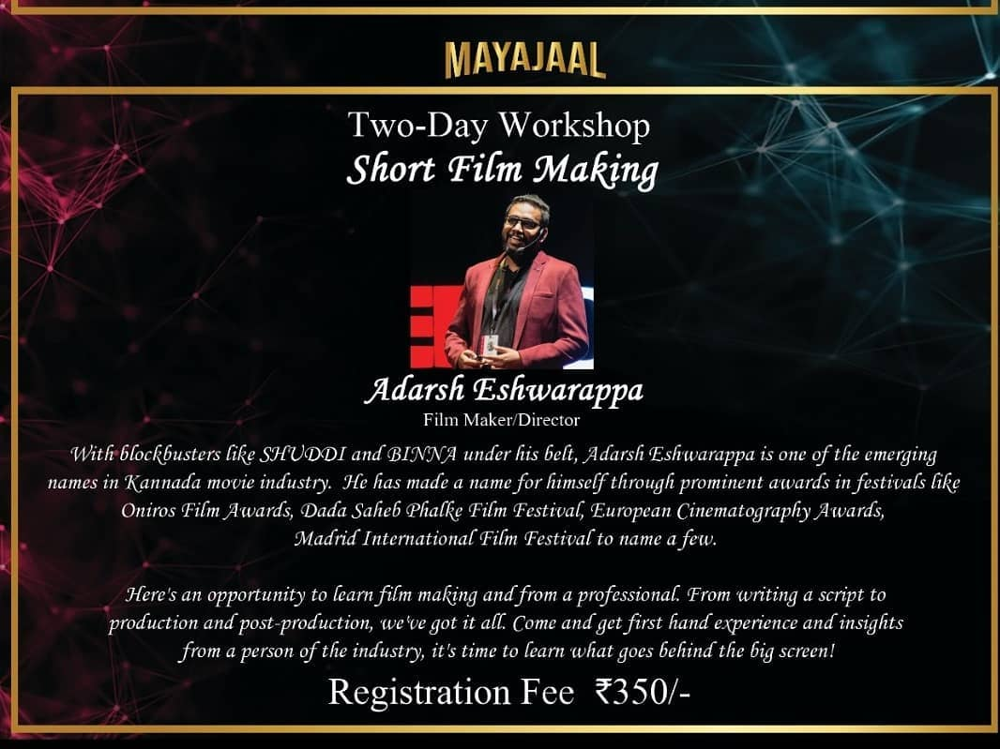 MAYAJAAL
Two-Day Workshop
Short Film Making
Adarsh Eshwarappa
Film Maker/Director
With blockbusters like SHUDDI and BINNA under his belt, Adarsh Eshwarappa is one of the emerging
names in Kannada movie industry. He has made a name for himself through prominent awards in festivals like
Oniros Film Awards, Dada Saheb Phalke Film Festival, European Cinematography Awards,
Madrid International Film Festival to name a few.
Here's an opportunity to learn film making and from a professional. From writing a script to
production and post-production, we've got it all. Come and get first hand experience and insights
from a person of the industry, it's time to learn what goes behind the big screen!
Registration Fee ₹350/-